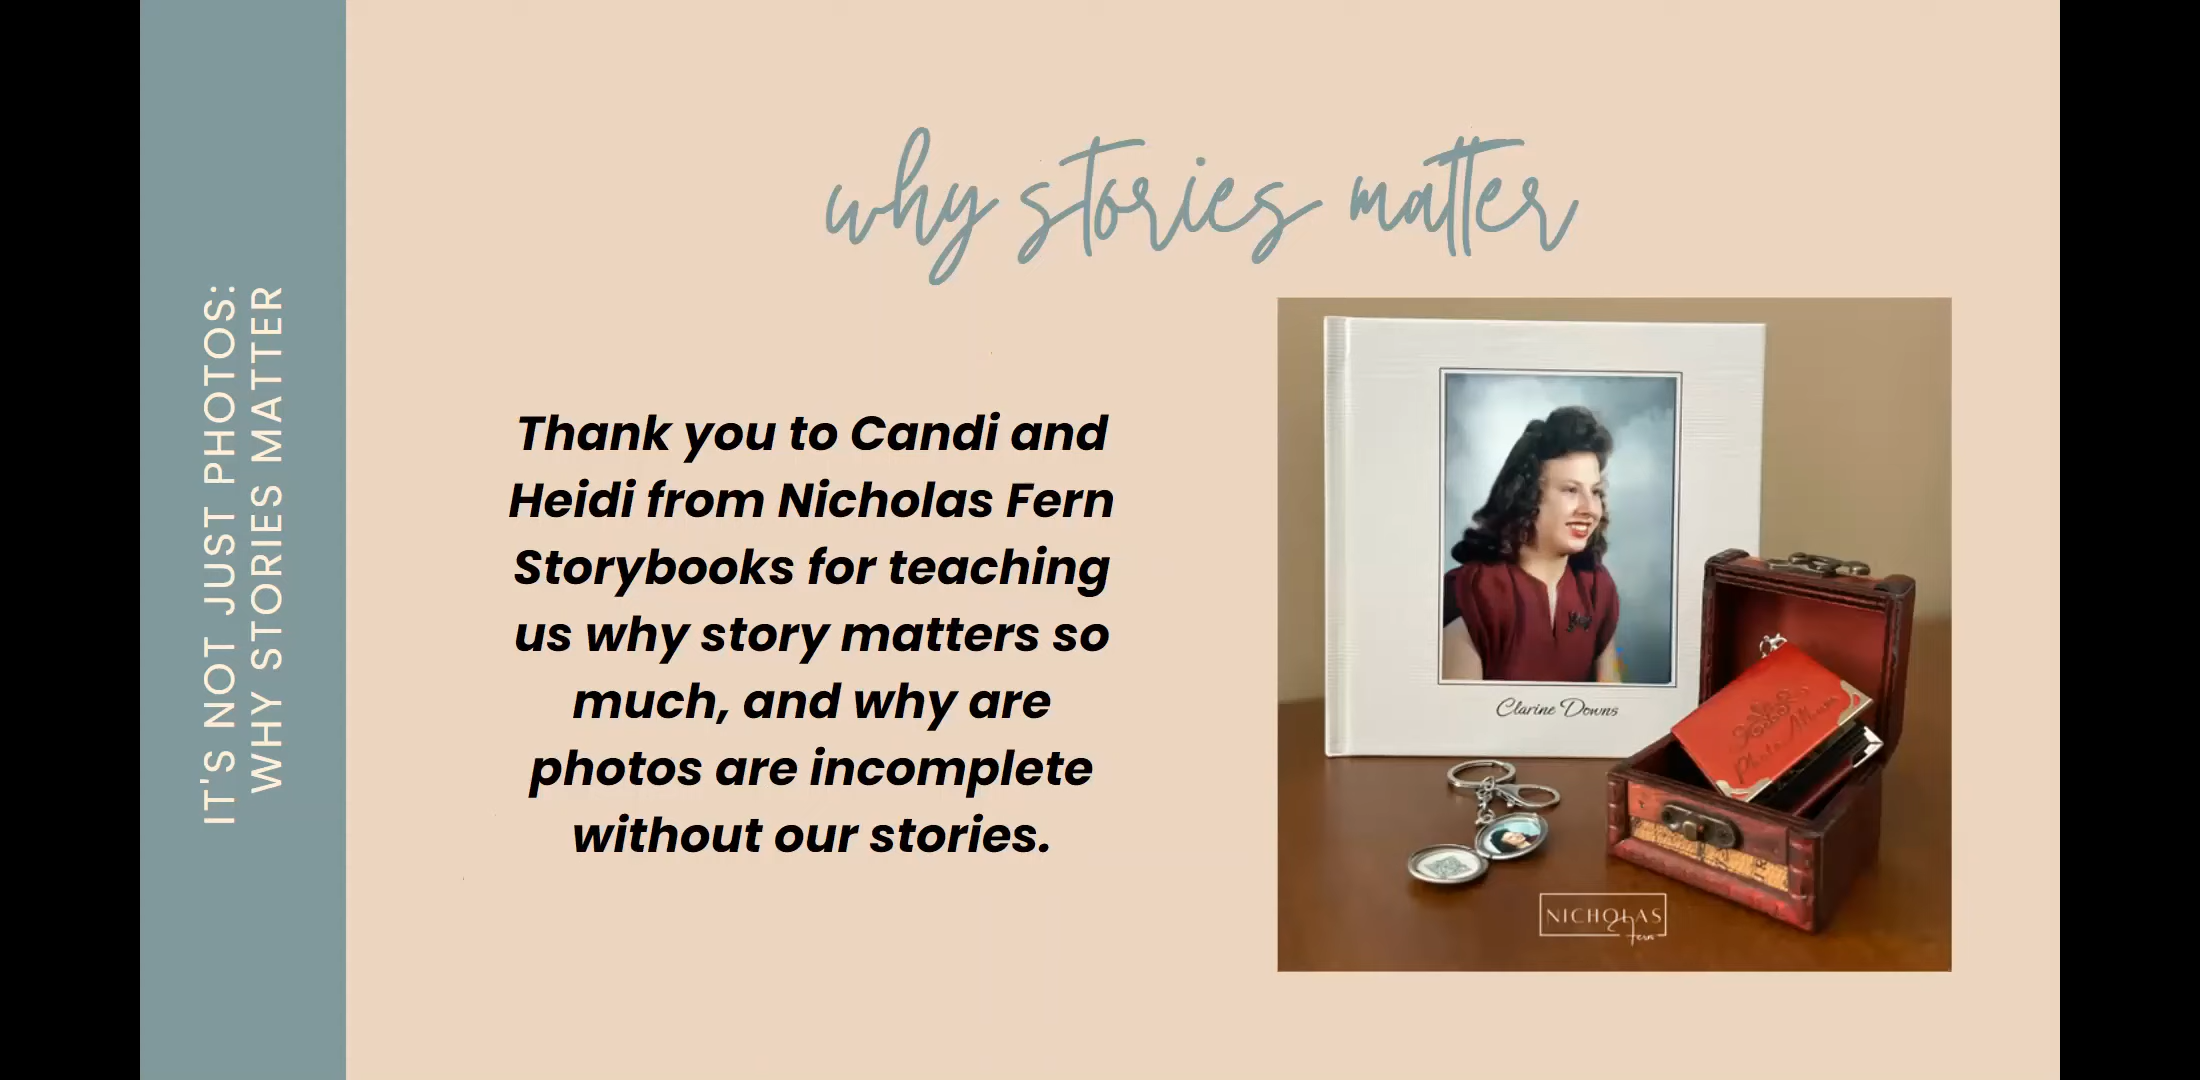 IT'S NOT JUST PHOTOS:
WHY STORIES MATTER
why stories matter
Thank you to Candi and
Heidi from Nicholas Fern
Storybooks for teaching
us why story matters so
much, and why are
photos are incomplete
without our stories.
Clarine Downs
Photo Album
NICHOLAS
Fern